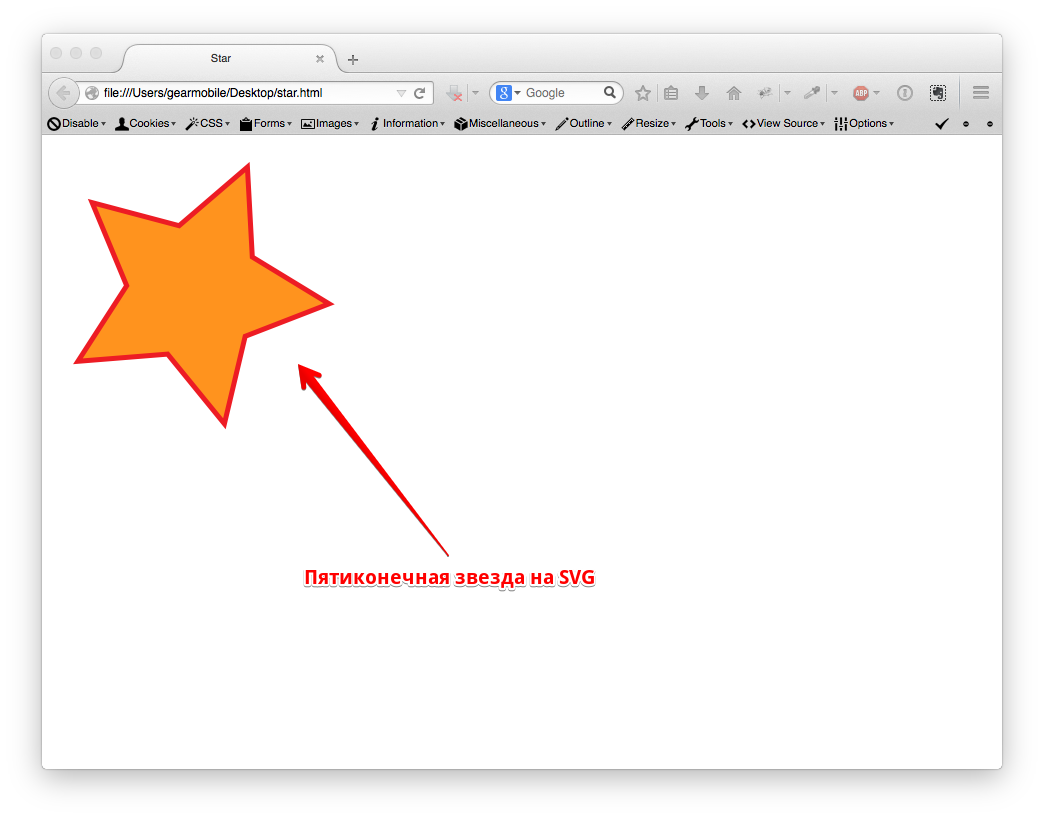 Star
file:///Users/gearmobile/Desktop/star.html
8 Google
ABP
Disable Cookies CSS Forms Images Information Miscellaneous Outline Resize Tools View Source Options
Пятиконечная звезда на SVG